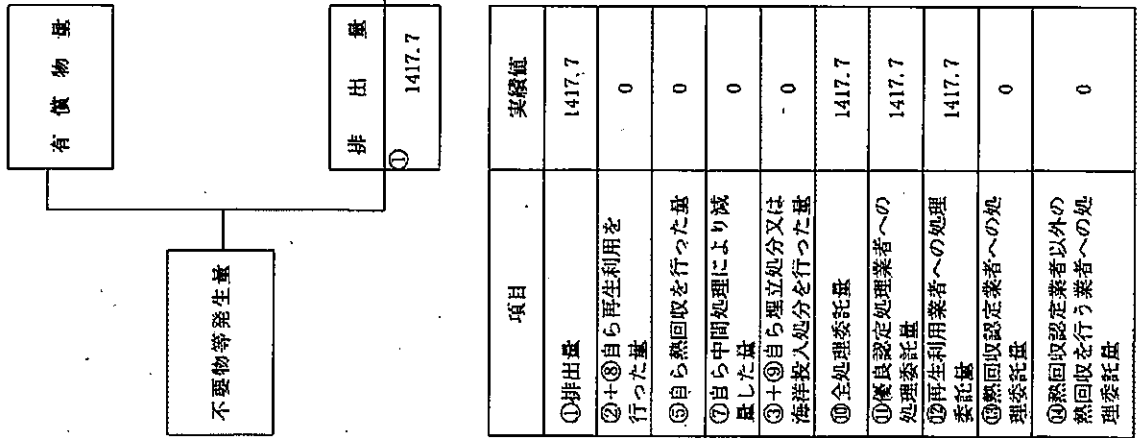 有償物量
不要物等発生量
排出量
①
1417.7
項目
実績値
①排出量
1417.7
②+⑧自ら再生利用を
行った量
0
⑤自ら熱回収を行った量
0
⑦自ら中間処理により減
量した量
0
③+⑨自ら埋立処分又は
海洋投入処分を行った量
0
⑩全処理委託量
1417.7
⑪優良認定処理業者への
処理委託量
1417.7
⑫再生利用業者への処理
委託量
1417.7
⑬熱回収認定業者への処
理委託量
0
⑭熱回収認定業者以外の
熱回収を行う業者への処
理委託量
0